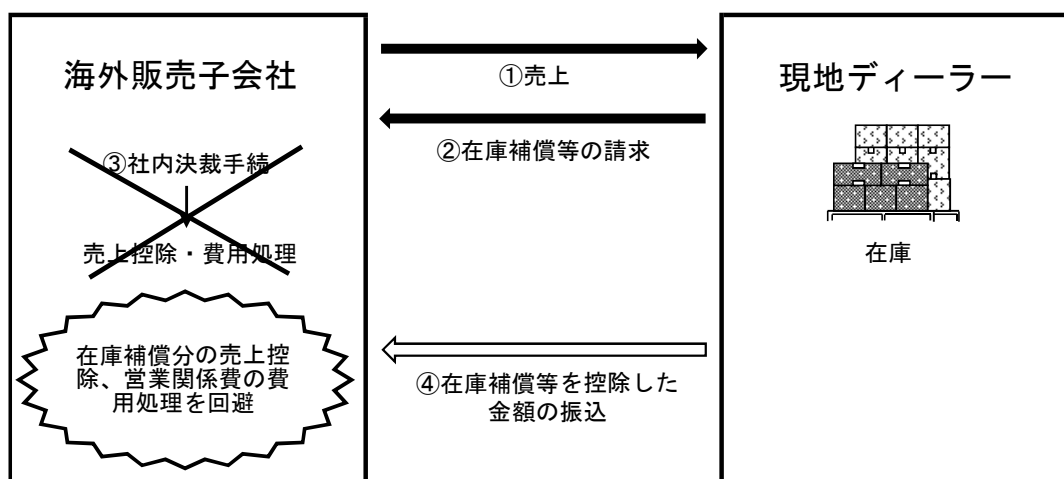 海外販売子会社
①売上
現地ディーラー
②在庫補償等の請求
③社内決裁手続
売上控除・費用処理
在庫
在庫補償分の売上控
除、営業関係費の費
用処理を回避
④在庫補償等を控除した
金額の振込